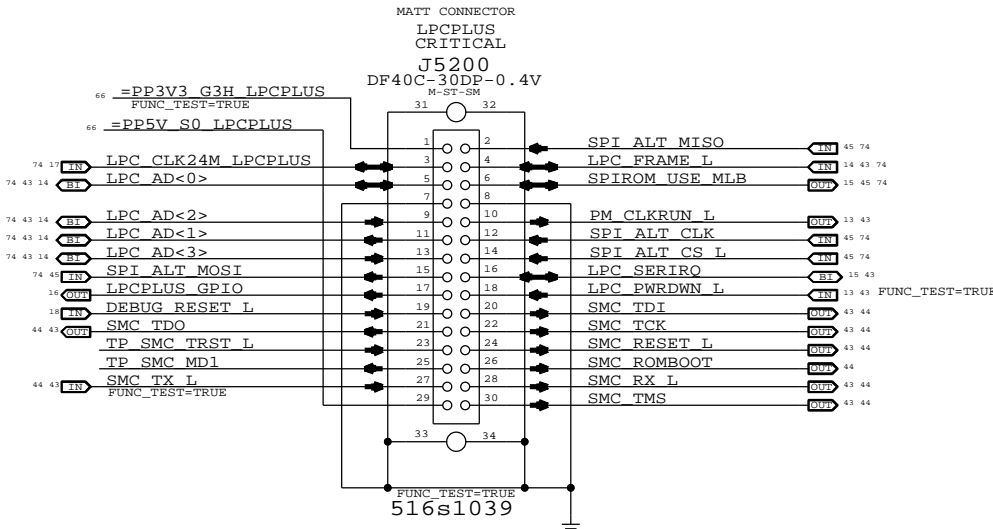 MATT CONNECTOR
LPCPLUS
CRITICAL
J5200
DF40C-30DP-0.4V
M-ST-SM
31 32
66 =PP3V3_G3H_LPCPLUS
FUNC_TEST=TRUE
66 =PP5V_S0_LPCPLUS
1 2 SPI_ALT_MISO IN 45 74
74 17 IN LPC_CLK24M_LPCPLUS 3 4 LPC_FRAME_L IN 14 43 74
74 43 14 BI LPC_AD<0> 5 6 SPIROM_USE_MLB OUT 15 45 74
7 8
74 43 14 BI LPC_AD<2> 9 10 PM_CLKRUN_L OUT 13 43
74 43 14 BI LPC_AD<1> 11 12 SPI_ALT_CLK IN 45 74
74 43 14 BI LPC_AD<3> 13 14 SPI_ALT_CS_L IN 45 74
74 45 IN SPI_ALT_MOSI 15 16 LPC_SERIRQ BI 15 43
16 OUT LPCPLUS_GPIO 17 18 LPC_PWRDWN_L IN 13 43 FUNC_TEST=TRUE
18 IN DEBUG_RESET_L 19 20 SMC_TDI OUT 43 44
44 43 OUT SMC_TDO 21 22 SMC_TCK OUT 43 44
TP_SMC_TRST_L 23 24 SMC_RESET_L OUT 43 44
TP_SMC_MD1 25 26 SMC_ROMBOOT OUT 44
44 43 IN SMC_TX_L 27 28 SMC_RX_L OUT 43 44
FUNC_TEST=TRUE
29 30 SMC_TMS OUT 43 44
33 34
FUNC_TEST=TRUE
516s1039